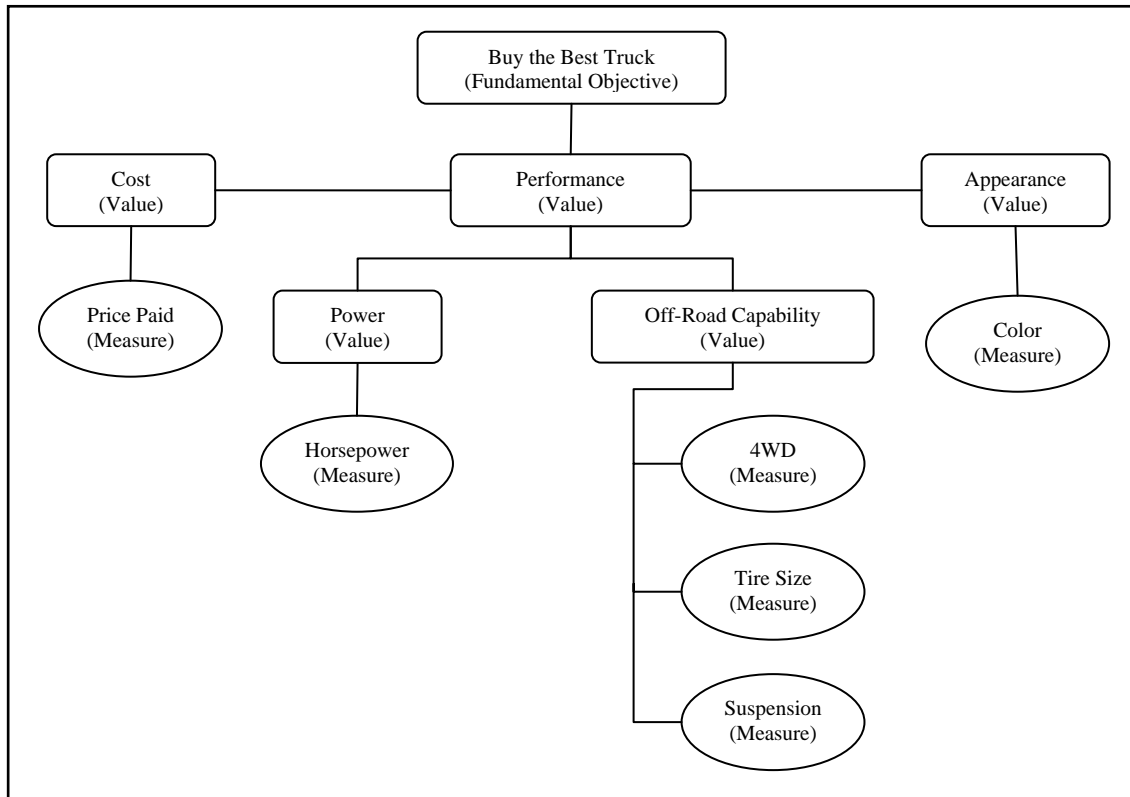 Buy the Best Truck
(Fundamental Objective)
Cost
(Value)
Performance
(Value)
Appearance
(Value)
Price Paid
(Measure)
Power
(Value)
Off-Road Capability
(Value)
Color
(Measure)
Horsepower
(Measure)
4WD
(Measure)
Tire Size
(Measure)
Suspension
(Measure)